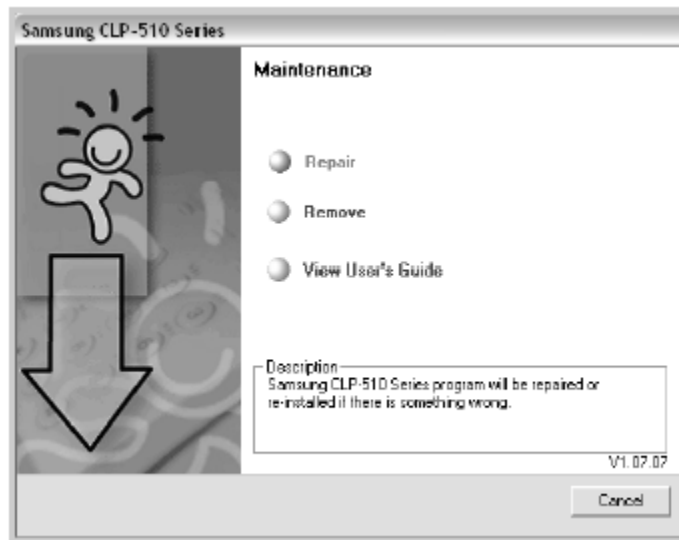 Samsung CLP-510 Series
Maintenance
Repair
Remove
View User's Guide
Description
Samsung CLP-510 Series program will be repaired or
re-installed if there is something wrong.
V1.07.07
Cancel